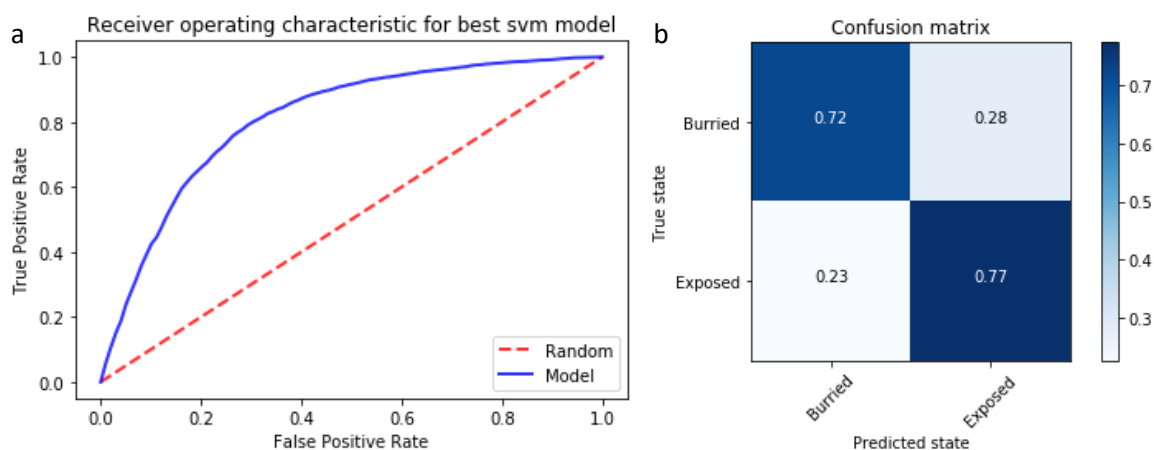 a
Receiver operating characteristic for best svm model
1.0
0.8
0.6
0.4
0.2
0.0
True Positive Rate
0.0 0.2 0.4 0.6 0.8 1.0
False Positive Rate
Random
Model
b
Confusion matrix
True state
Burried
0.72 0.28
Exposed
0.23 0.77
Burried Exposed
Predicted state
0.7
0.6
0.5
0.4
0.3